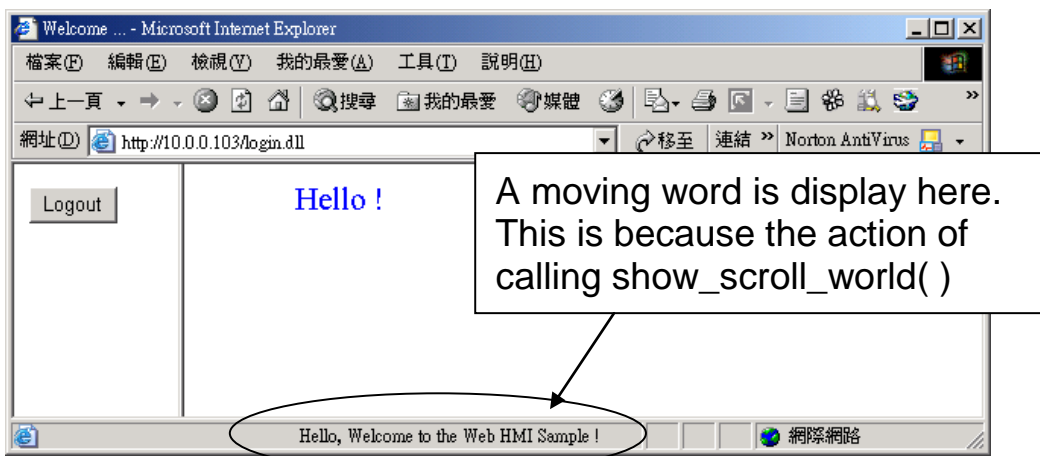 Welcome ... - Microsoft Internet Explorer
檔案(F) 編輯(E) 檢視(V) 我的最愛(A) 工具(T) 說明(H)
上一頁 搜尋 我的最愛 媒體 »
網址(D) http://10.0.0.103/login.dll 移至 連結 » Norton AntiVirus
Logout
Hello !
A moving word is display here.
This is because the action of
calling show_scroll_world( )
Hello, Welcome to the Web HMI Sample !
網際網路